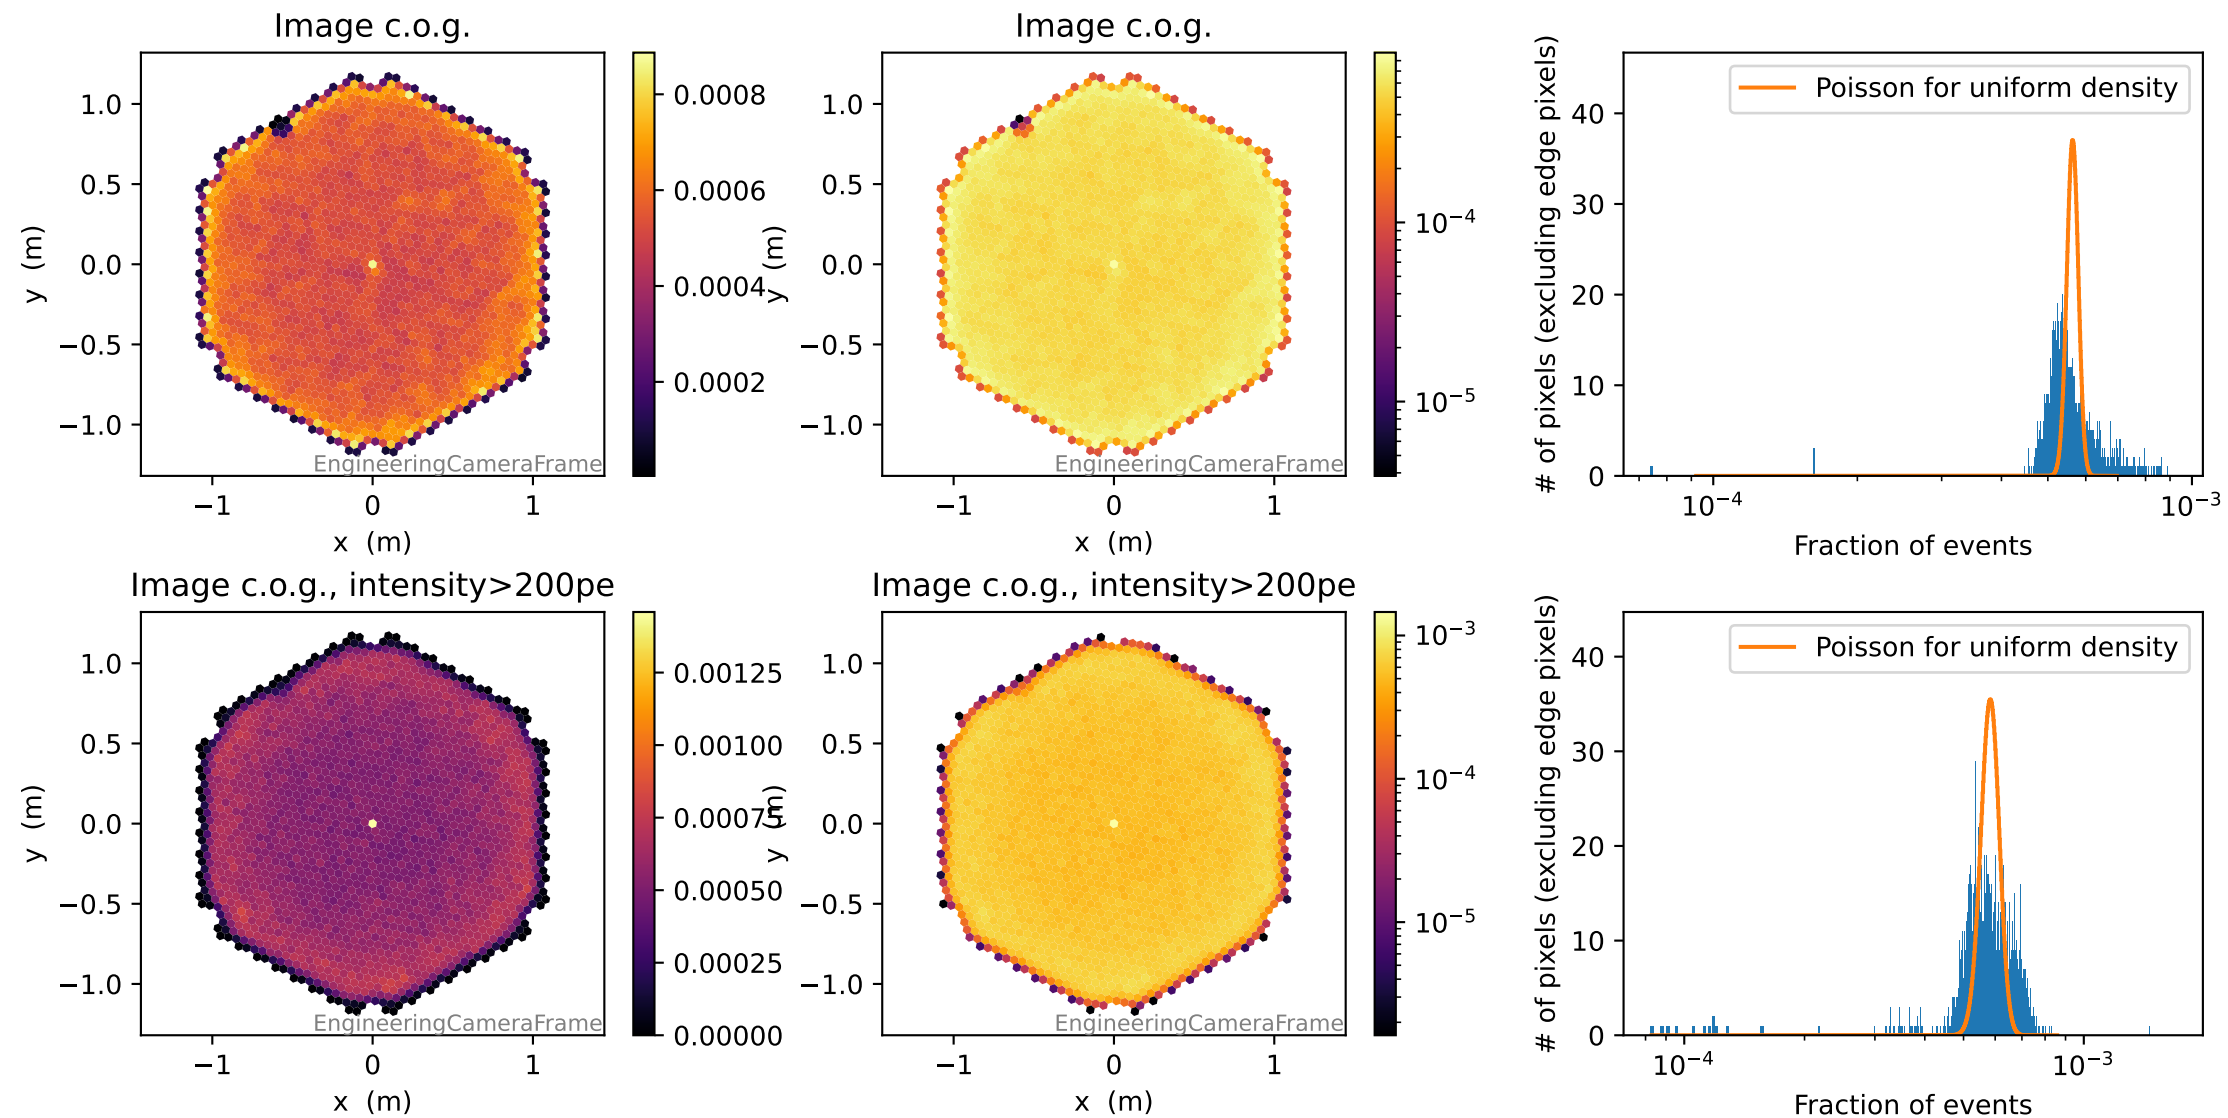 Image c.o.g.
y (m)
1.0
0.5
0.0
−0.5
−1.0
−1
0
1
x (m)
EngineeringCameraFrame
0.0008
0.0006
0.0004
0.0002
Image c.o.g.
y (m)
1.0
0.5
0.0
−0.5
−1.0
−1
0
1
x (m)
EngineeringCameraFrame
10⁻⁴
10⁻⁵
# of pixels (excluding edge pixels)
40
30
20
10
0
Poisson for uniform density
10⁻⁴
10⁻³
Fraction of events
Image c.o.g., intensity>200pe
y (m)
1.0
0.5
0.0
−0.5
−1.0
−1
0
1
x (m)
EngineeringCameraFrame
0.00125
0.00100
0.00075
0.00050
0.00025
0.00000
Image c.o.g., intensity>200pe
y (m)
1.0
0.5
0.0
−0.5
−1.0
−1
0
1
x (m)
EngineeringCameraFrame
10⁻³
10⁻⁴
10⁻⁵
# of pixels (excluding edge pixels)
40
30
20
10
0
Poisson for uniform density
10⁻⁴
10⁻³
Fraction of events